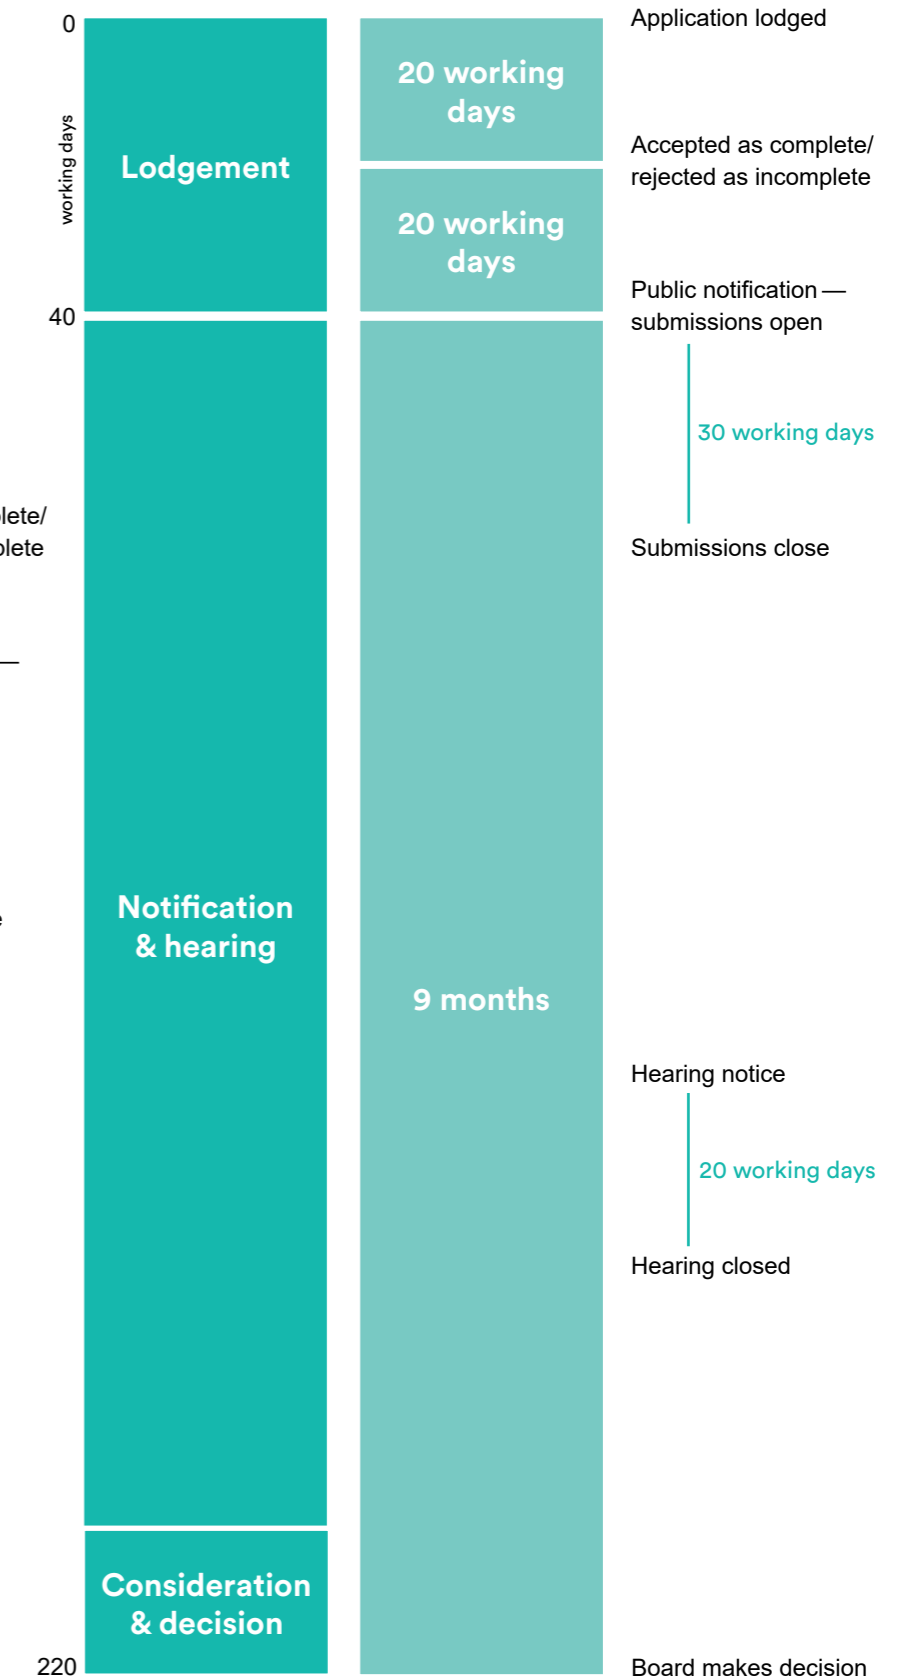 0
Application lodged
20 working
days
working days
Lodgement
Accepted as complete/
rejected as incomplete
20 working
days
Public notification —
submissions open
40
30 working days
lete/
plete
Submissions close
—
Notification
& hearing
e
9 months
Hearing notice
20 working days
Hearing closed
Consideration
& decision
220
Board makes decision